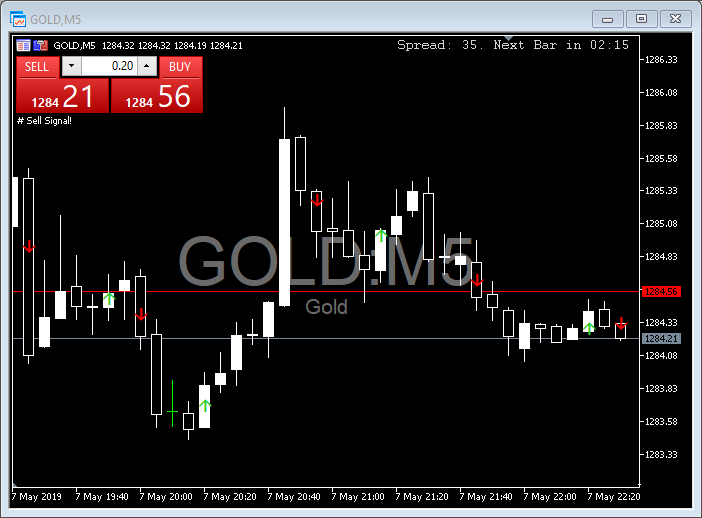 GOLD,M5
GOLD,M5 1284.32 1284.32 1284.19 1284.21
Spread: 35. Next Bar in 02:15
SELL 0.20 BUY
1284 21 1284 56
# Sell Signal!
GOLD:M5
Gold
1286.33
1286.08
1285.83
1285.58
1285.33
1285.08
1284.83
1284.56
1284.33
1284.21
1284.08
1283.83
1283.58
1283.33
7 May 2019 7 May 19:40 7 May 20:00 7 May 20:20 7 May 20:40 7 May 21:00 7 May 21:20 7 May 21:40 7 May 22:00 7 May 22:20